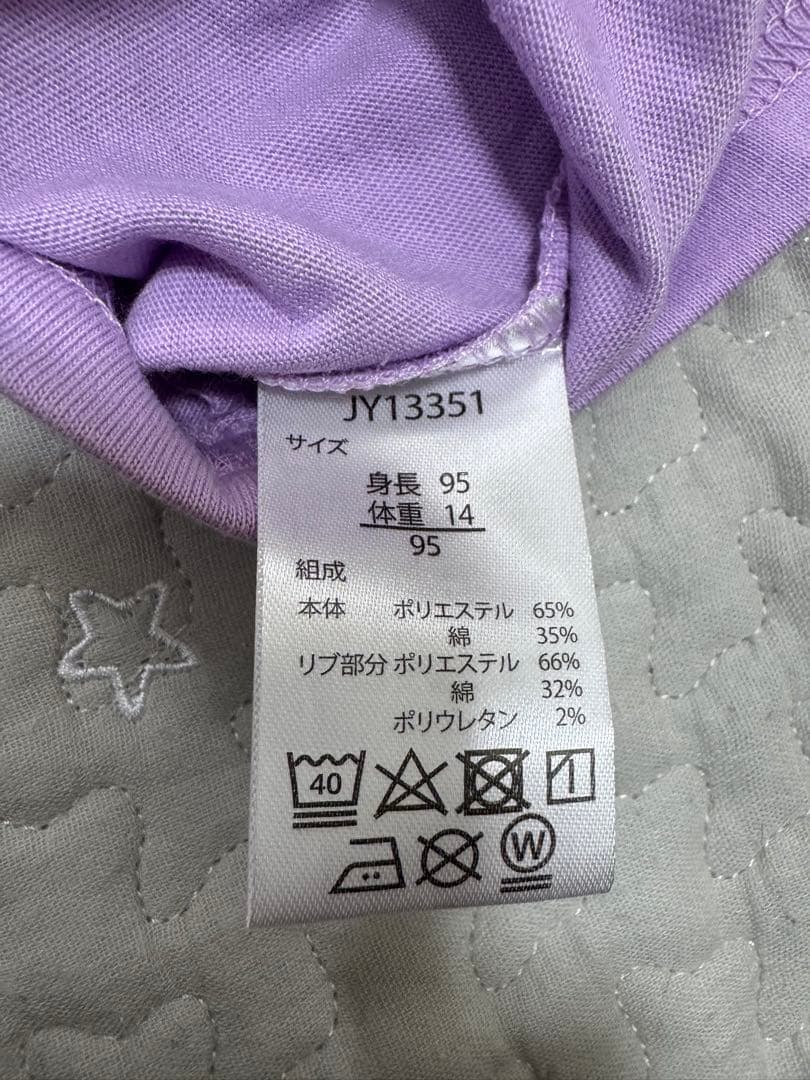 JY13351
サイズ
身長 95
体重 14
95
組成
本体 ポリエステル 65%
綿 35%
リブ部分 ポリエステル 66%
綿 32%
ポリウレタン 2%
40
W